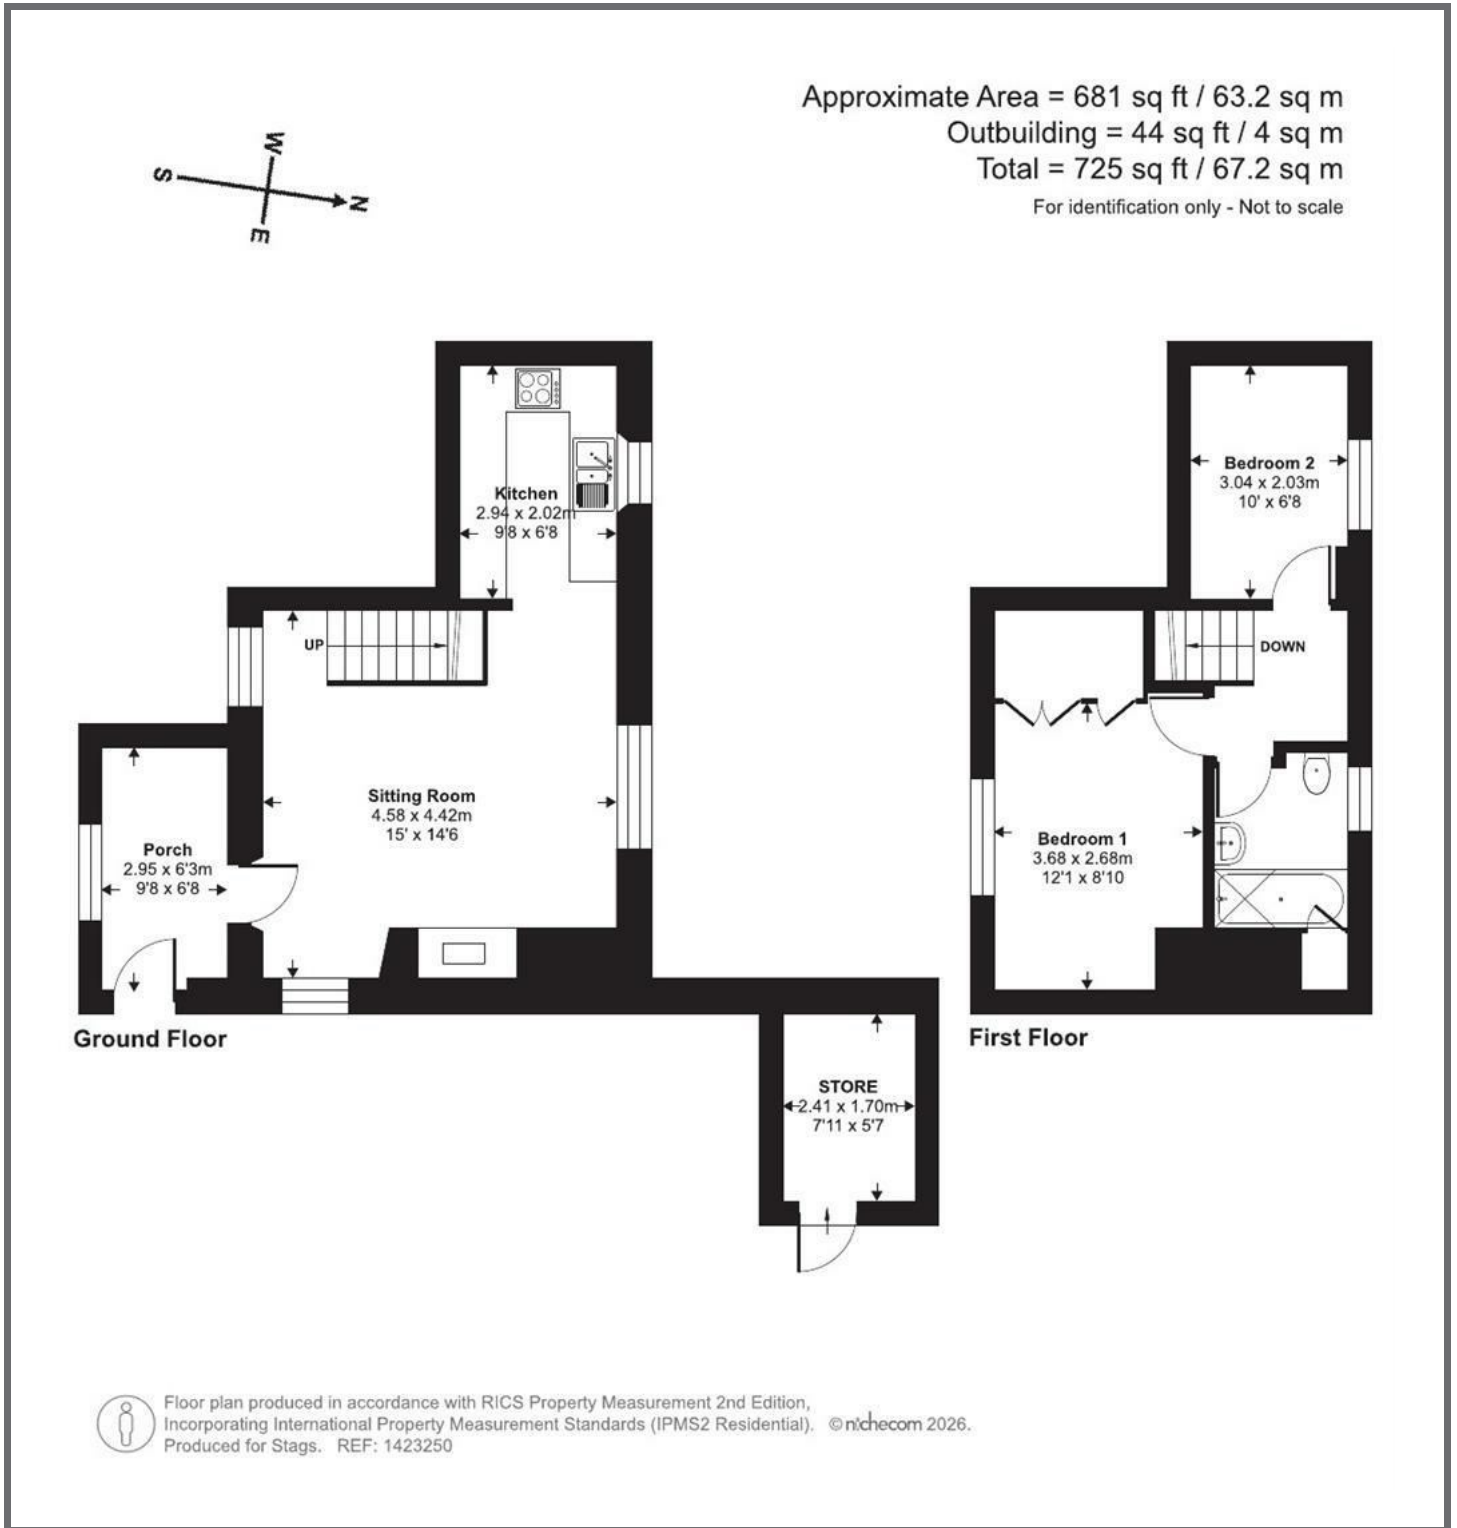 Approximate Area = 681 sq ft / 63.2 sq m
Outbuilding = 44 sq ft / 4 sq m
Total = 725 sq ft / 67.2 sq m
For identification only - Not to scale
W
S
N
E
Kitchen
2.94 x 2.02m
9'8 x 6'8
UP
Sitting Room
4.58 x 4.42m
15' x 14'6
Porch
2.95 x 6'3m
9'8 x 6'8
Ground Floor
STORE
2.41 x 1.70m
7'11 x 5'7
Bedroom 2
3.04 x 2.03m
10' x 6'8
DOWN
Bedroom 1
3.68 x 2.68m
12'1 x 8'10
First Floor
Floor plan produced in accordance with RICS Property Measurement 2nd Edition,
Incorporating International Property Measurement Standards (IPMS2 Residential). © nichecom 2026.
Produced for Stags. REF: 1423250